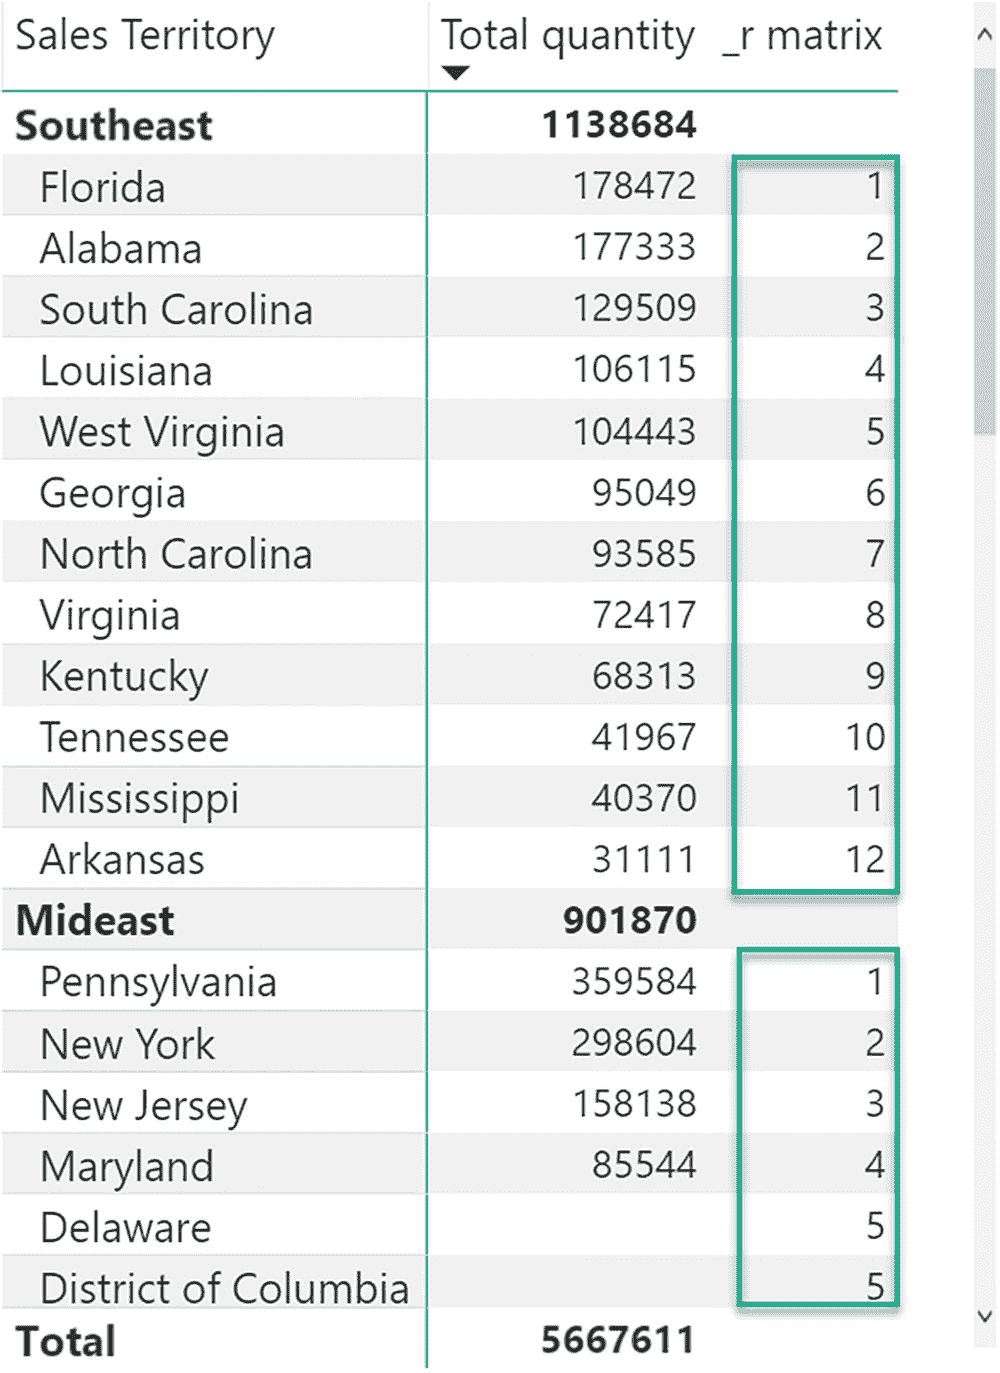 Sales Territory Total quantity _r matrix
Southeast 1138684
Florida 178472 1
Alabama 177333 2
South Carolina 129509 3
Louisiana 106115 4
West Virginia 104443 5
Georgia 95049 6
North Carolina 93585 7
Virginia 72417 8
Kentucky 68313 9
Tennessee 41967 10
Mississippi 40370 11
Arkansas 31111 12
Mideast 901870
Pennsylvania 359584 1
New York 298604 2
New Jersey 158138 3
Maryland 85544 4
Delaware 5
District of Columbia 5
Total 5667611